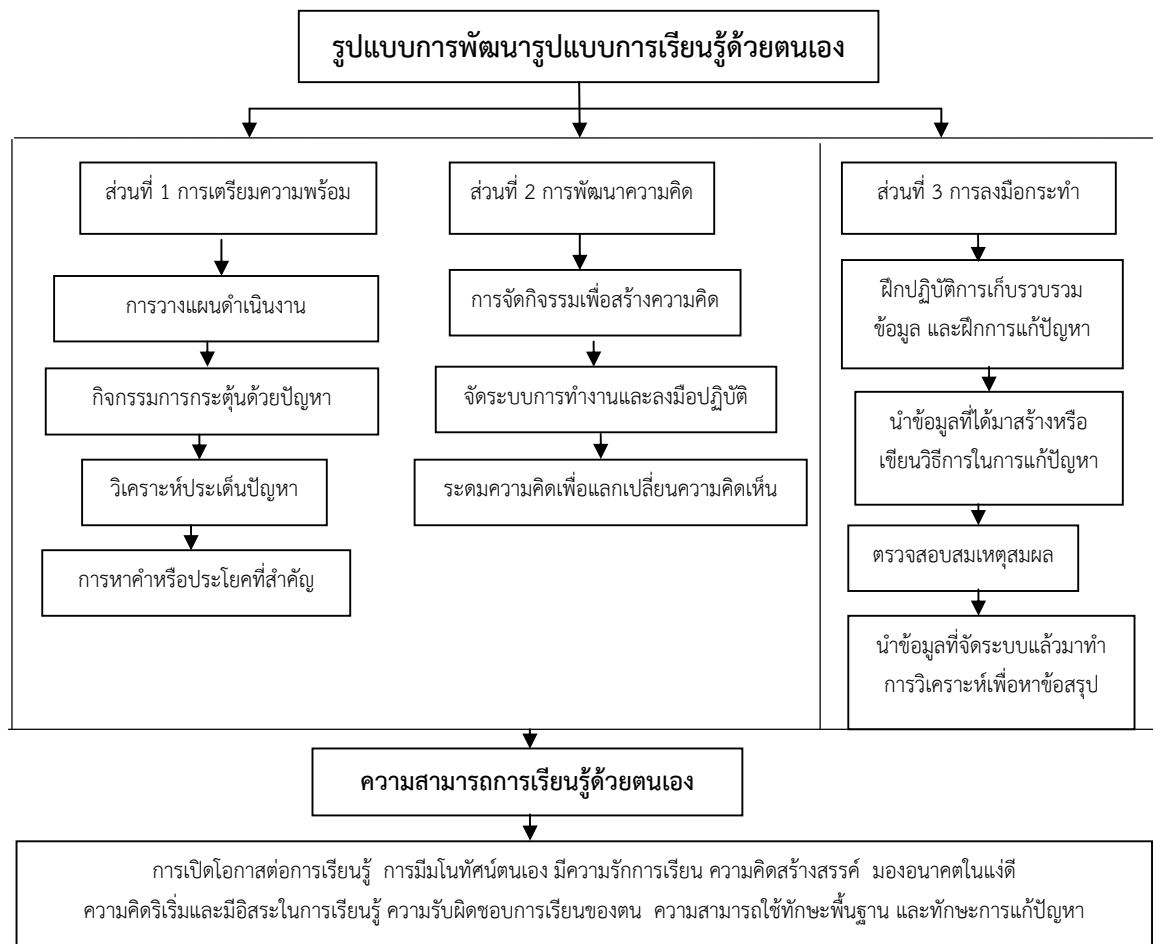 รูปแบบการพัฒนารูปแบบการเรียนรู้ด้วยตนเอง
ส่วนที่ 1 การเตรียมความพร้อม
การวางแผนดำเนินงาน
กิจกรรมการกระตุ้นด้วยปัญหา
วิเคราะห์ประเด็นปัญหา
การหาคำหรือประโยคที่สำคัญ
ส่วนที่ 2 การพัฒนาความคิด
การจัดกิจกรรมเพื่อสร้างความคิด
จัดระบบการทำงานและลงมือปฏิบัติ
ระดมความคิดเพื่อแลกเปลี่ยนความคิดเห็น
ส่วนที่ 3 การลงมือกระทำ
ฝึกปฏิบัติการเก็บรวบรวม
ข้อมูล และฝึกการแก้ปัญหา
นำข้อมูลที่ได้มาสร้างหรือ
เขียนวิธีการในการแก้ปัญหา
ตรวจสอบสมเหตุสมผล
นำข้อมูลที่จัดระบบแล้วมาทำ
การวิเคราะห์เพื่อหาข้อสรุป
ความสามารถการเรียนรู้ด้วยตนเอง
การเปิดโอกาสต่อการเรียนรู้ การมีมโนทัศน์ตนเอง มีความรักการเรียน ความคิดสร้างสรรค์ มองอนาคตในแง่ดี
ความคิดริเริ่มและมีอิสระในการเรียนรู้ ความรับผิดชอบการเรียนของตน ความสามารถใช้ทักษะพื้นฐาน และทักษะการแก้ปัญหา